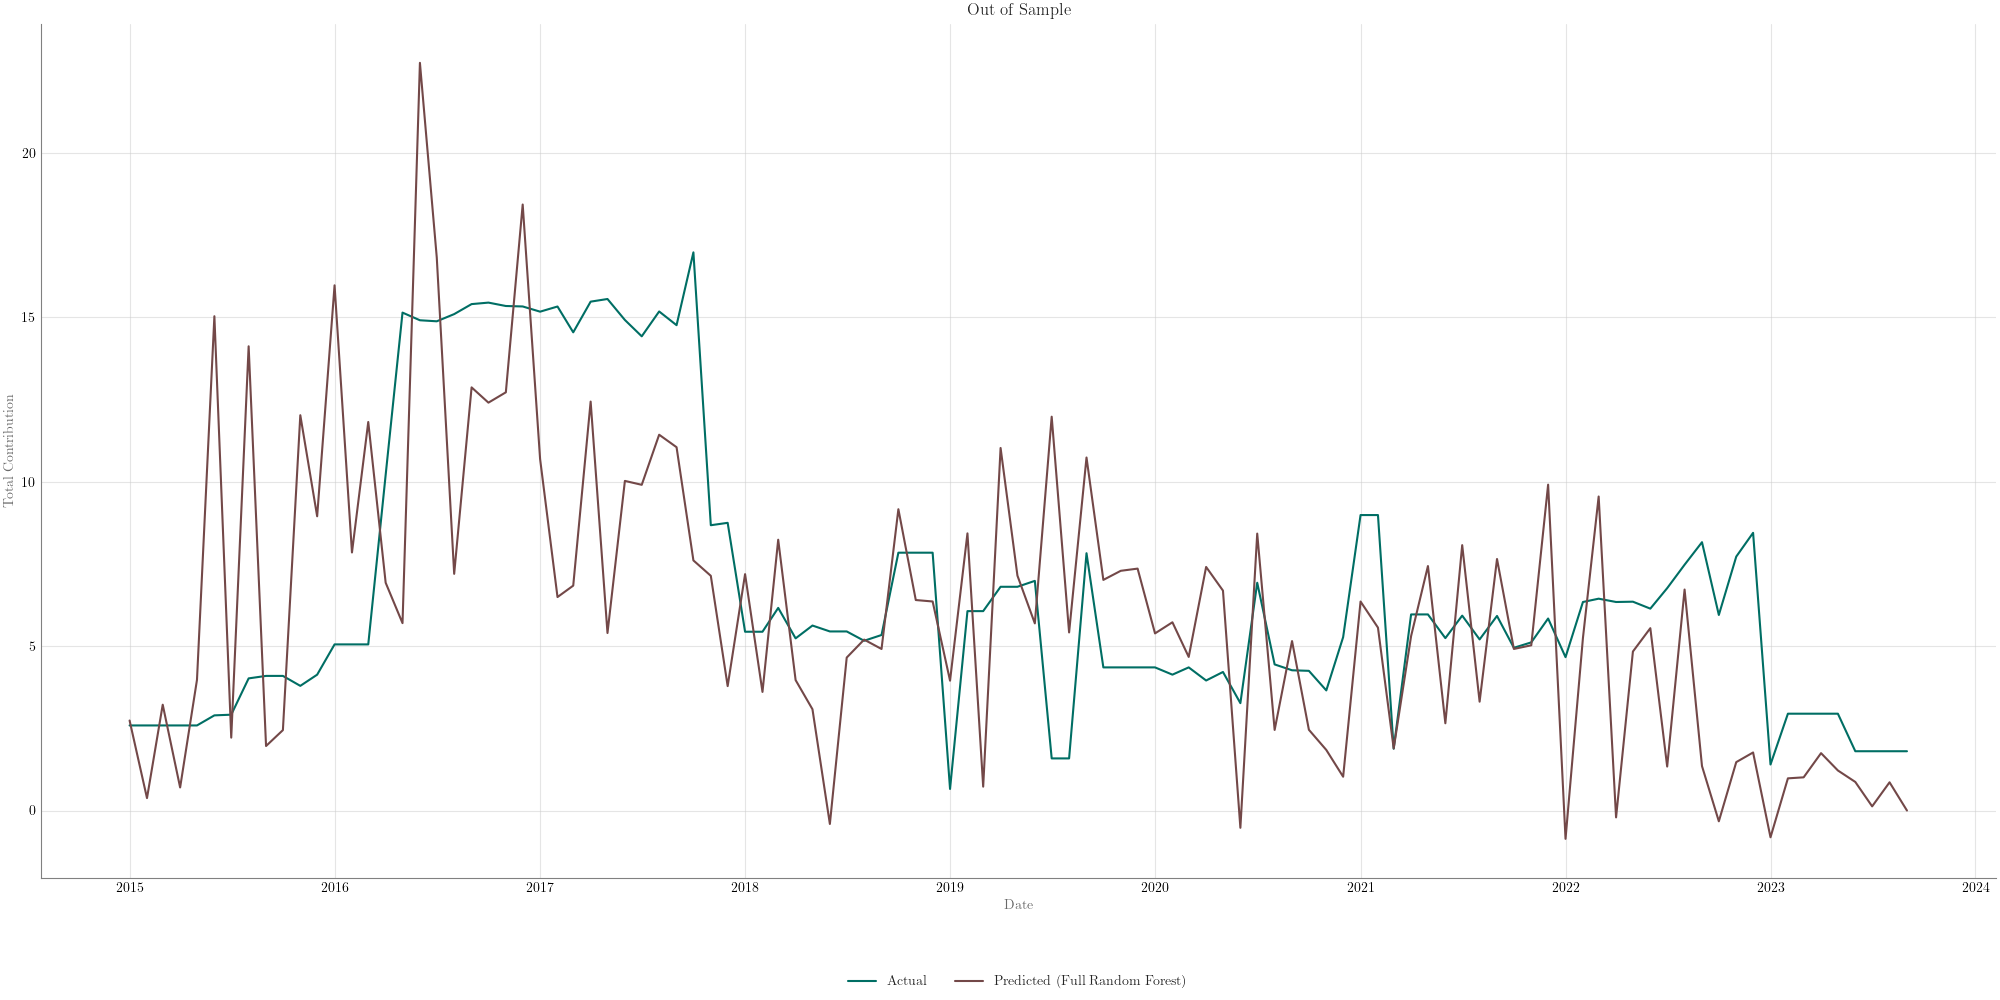 Out of Sample
Total Contribution
20
15
10
5
0
2015 2016 2017 2018 2019 2020 2021 2022 2023 2024
Date
Actual Predicted (Full Random Forest)